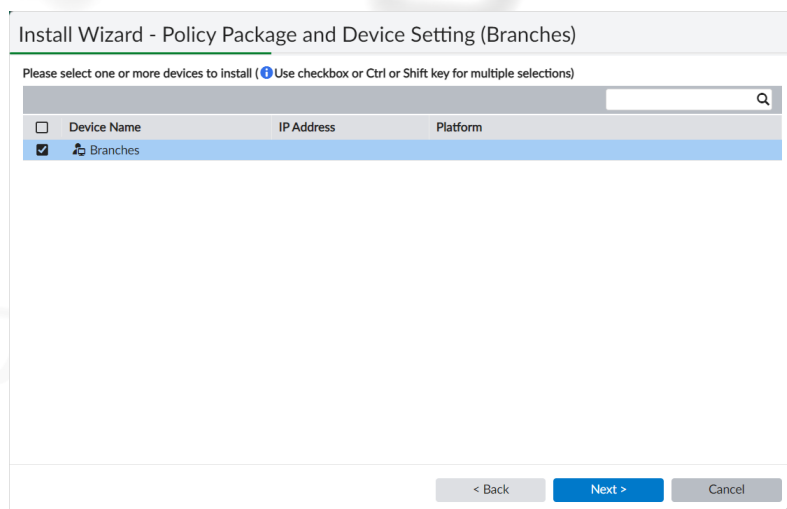 Install Wizard - Policy Package and Device Setting (Branches)
Please select one or more devices to install (i Use checkbox or Ctrl or Shift key for multiple selections)
Device Name IP Address Platform
Branches
< Back Next > Cancel